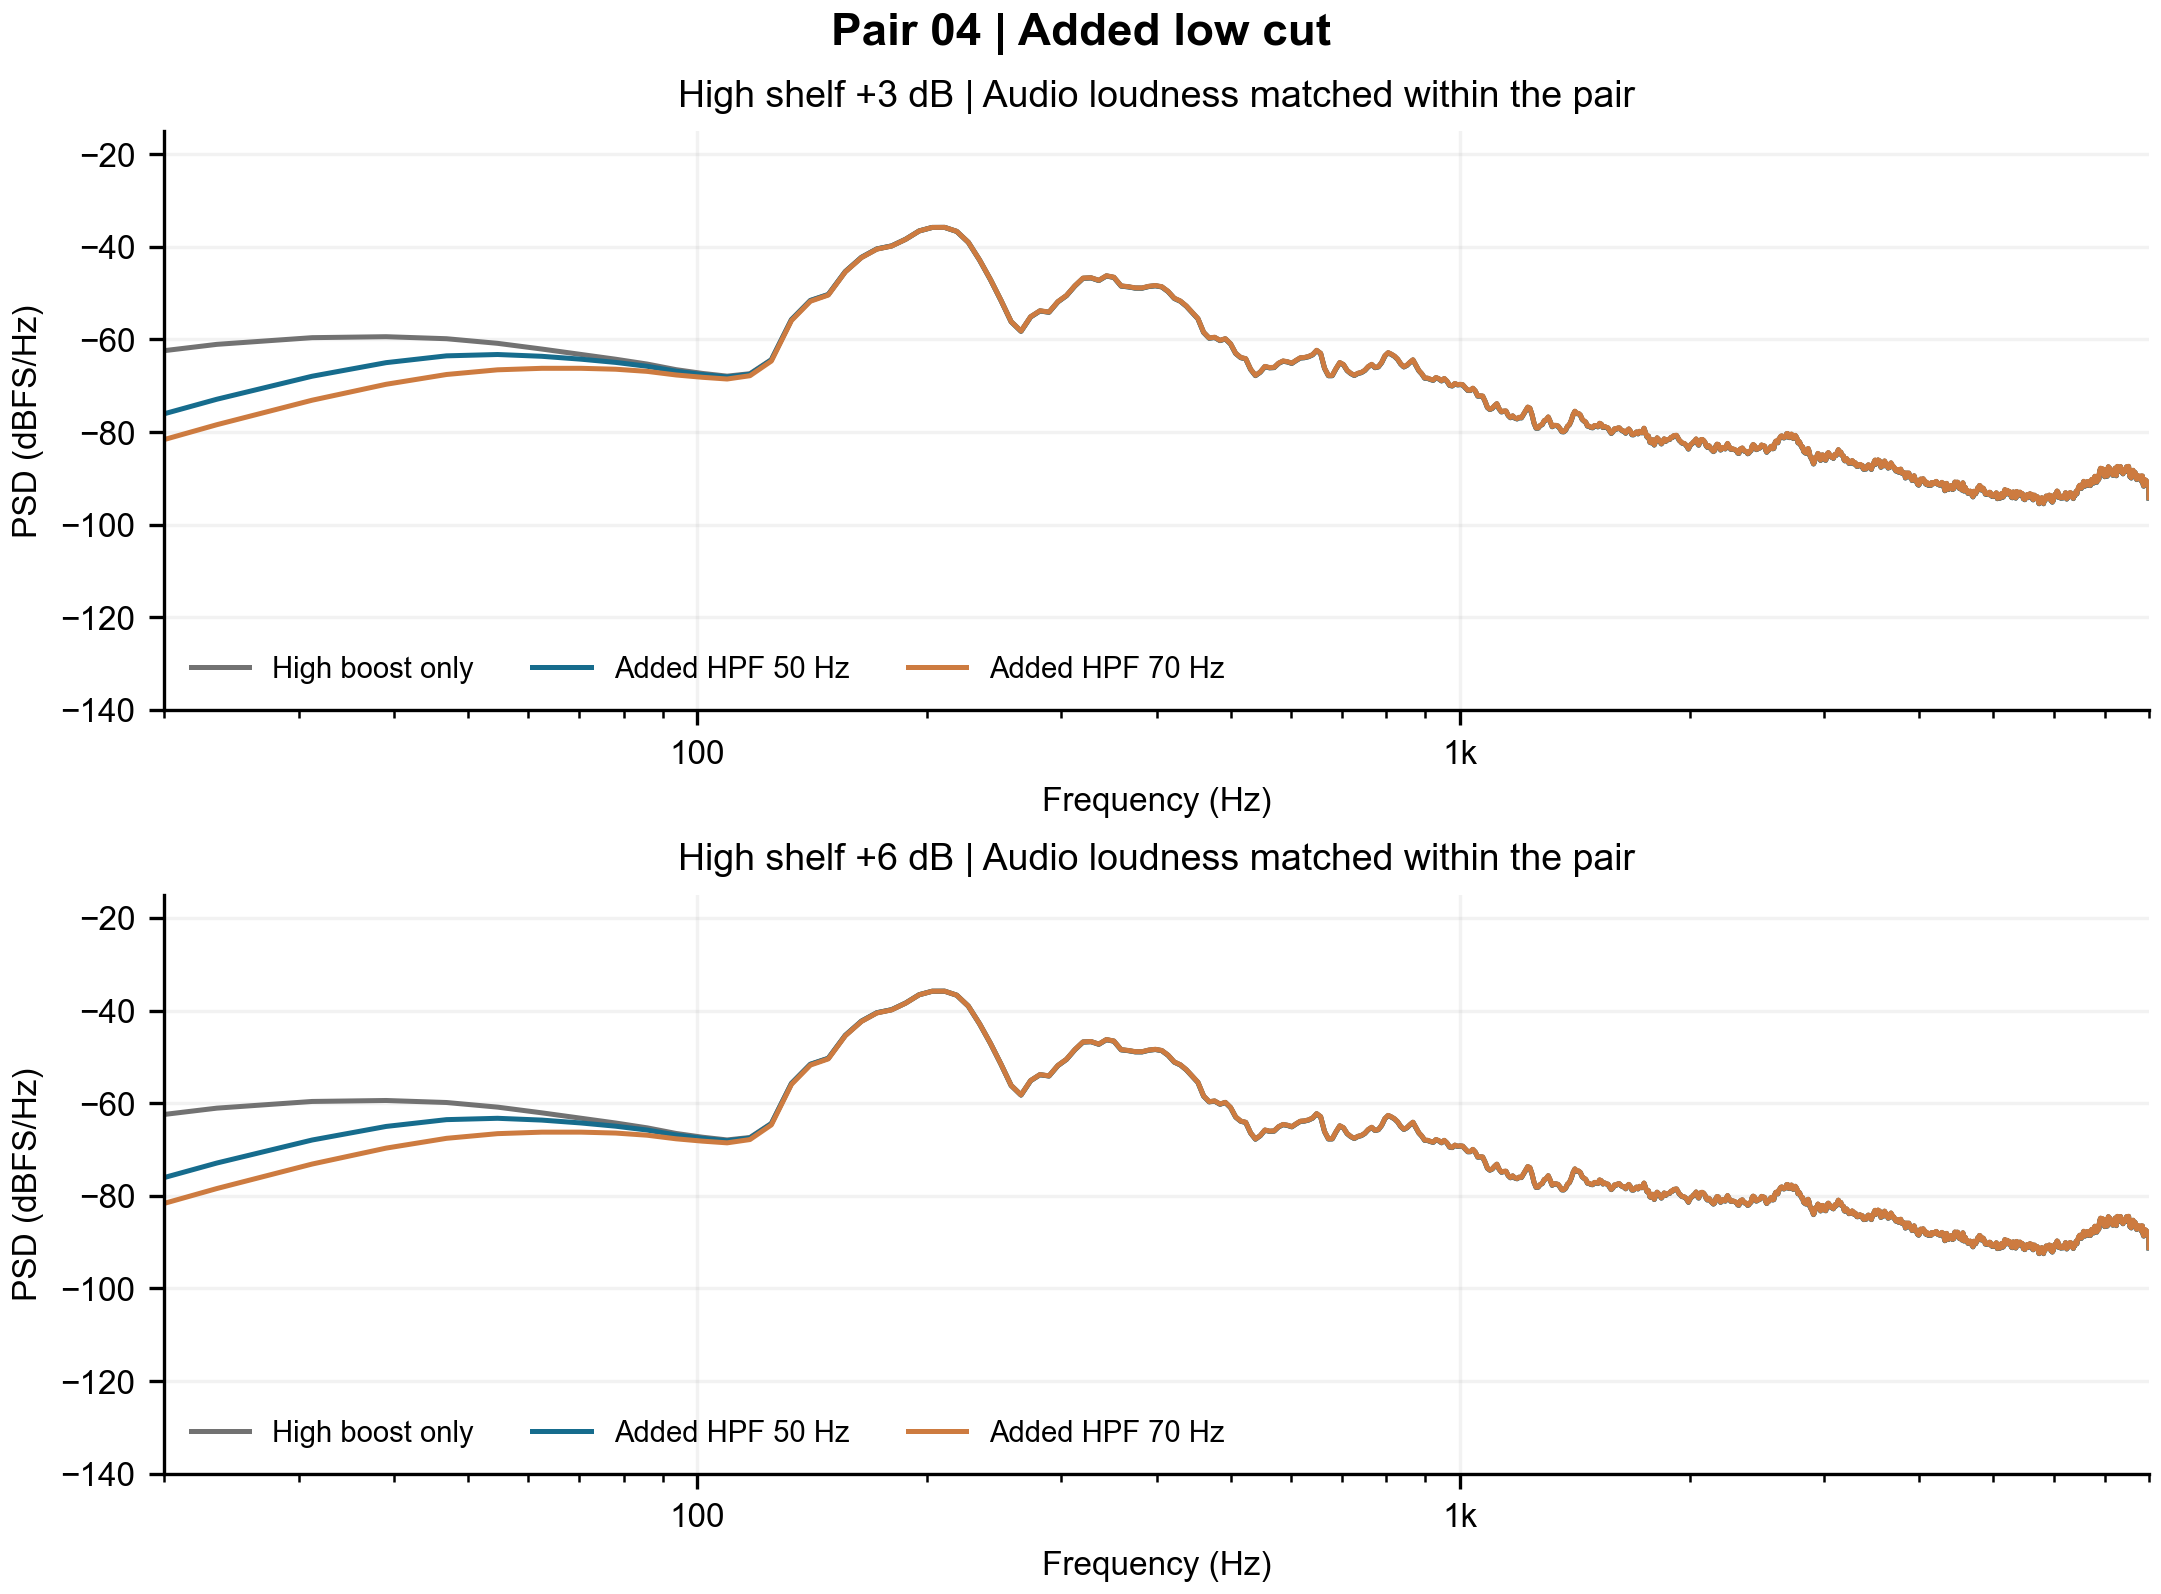 Pair 04 | Added low cut
High shelf +3 dB | Audio loudness matched within the pair
PSD (dBFS/Hz)
−20
−40
−60
−80
−100
−120
−140
High boost only
Added HPF 50 Hz
Added HPF 70 Hz
100
1k
Frequency (Hz)
High shelf +6 dB | Audio loudness matched within the pair
PSD (dBFS/Hz)
−20
−40
−60
−80
−100
−120
−140
High boost only
Added HPF 50 Hz
Added HPF 70 Hz
100
1k
Frequency (Hz)